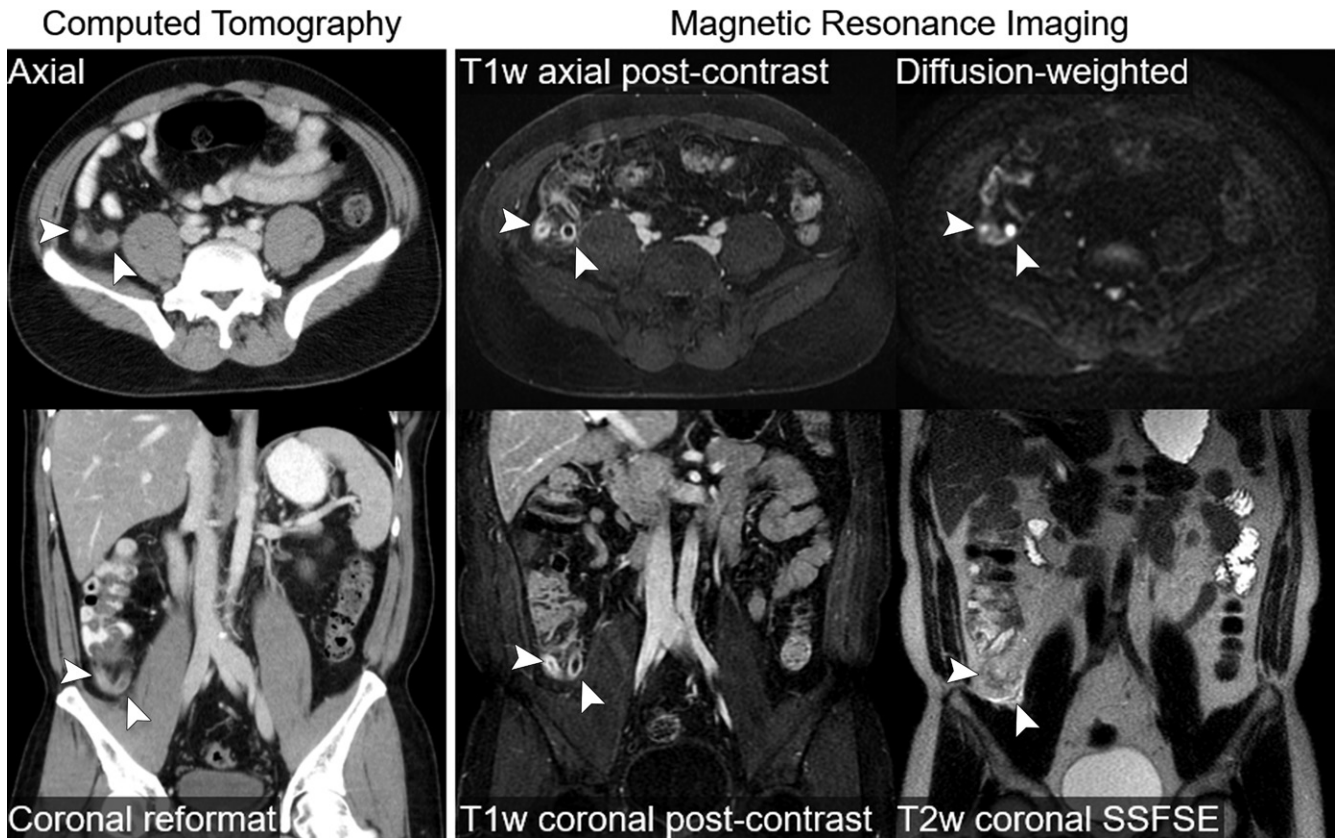 Computed Tomography
Magnetic Resonance Imaging
Axial
T1w axial post-contrast
Diffusion-weighted
Coronal reformat
T1w coronal post-contrast
T2w coronal SSFSE